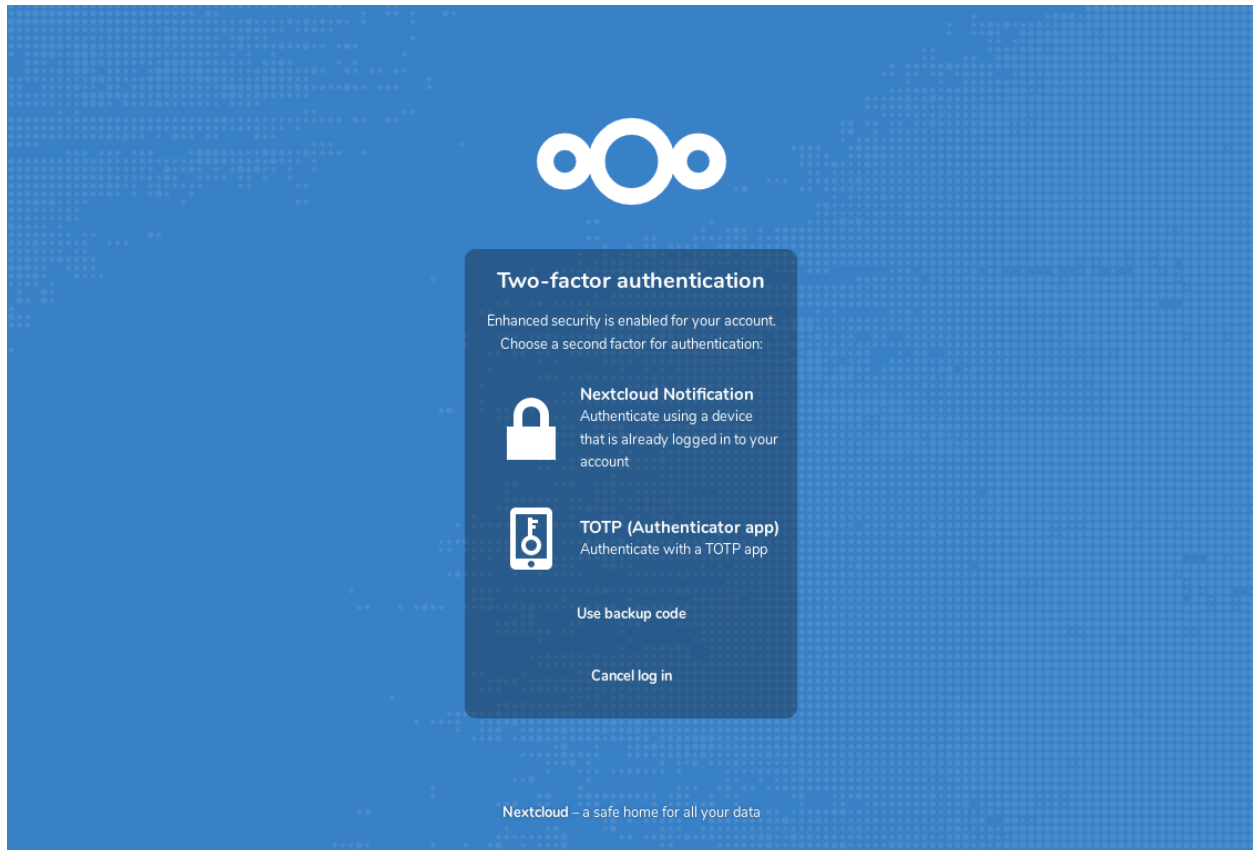 Two-factor authentication
Enhanced security is enabled for your account.
Choose a second factor for authentication:
Nextcloud Notification
Authenticate using a device
that is already logged in to your
account
TOTP (Authenticator app)
Authenticate with a TOTP app
Use backup code
Cancel log in
Nextcloud – a safe home for all your data